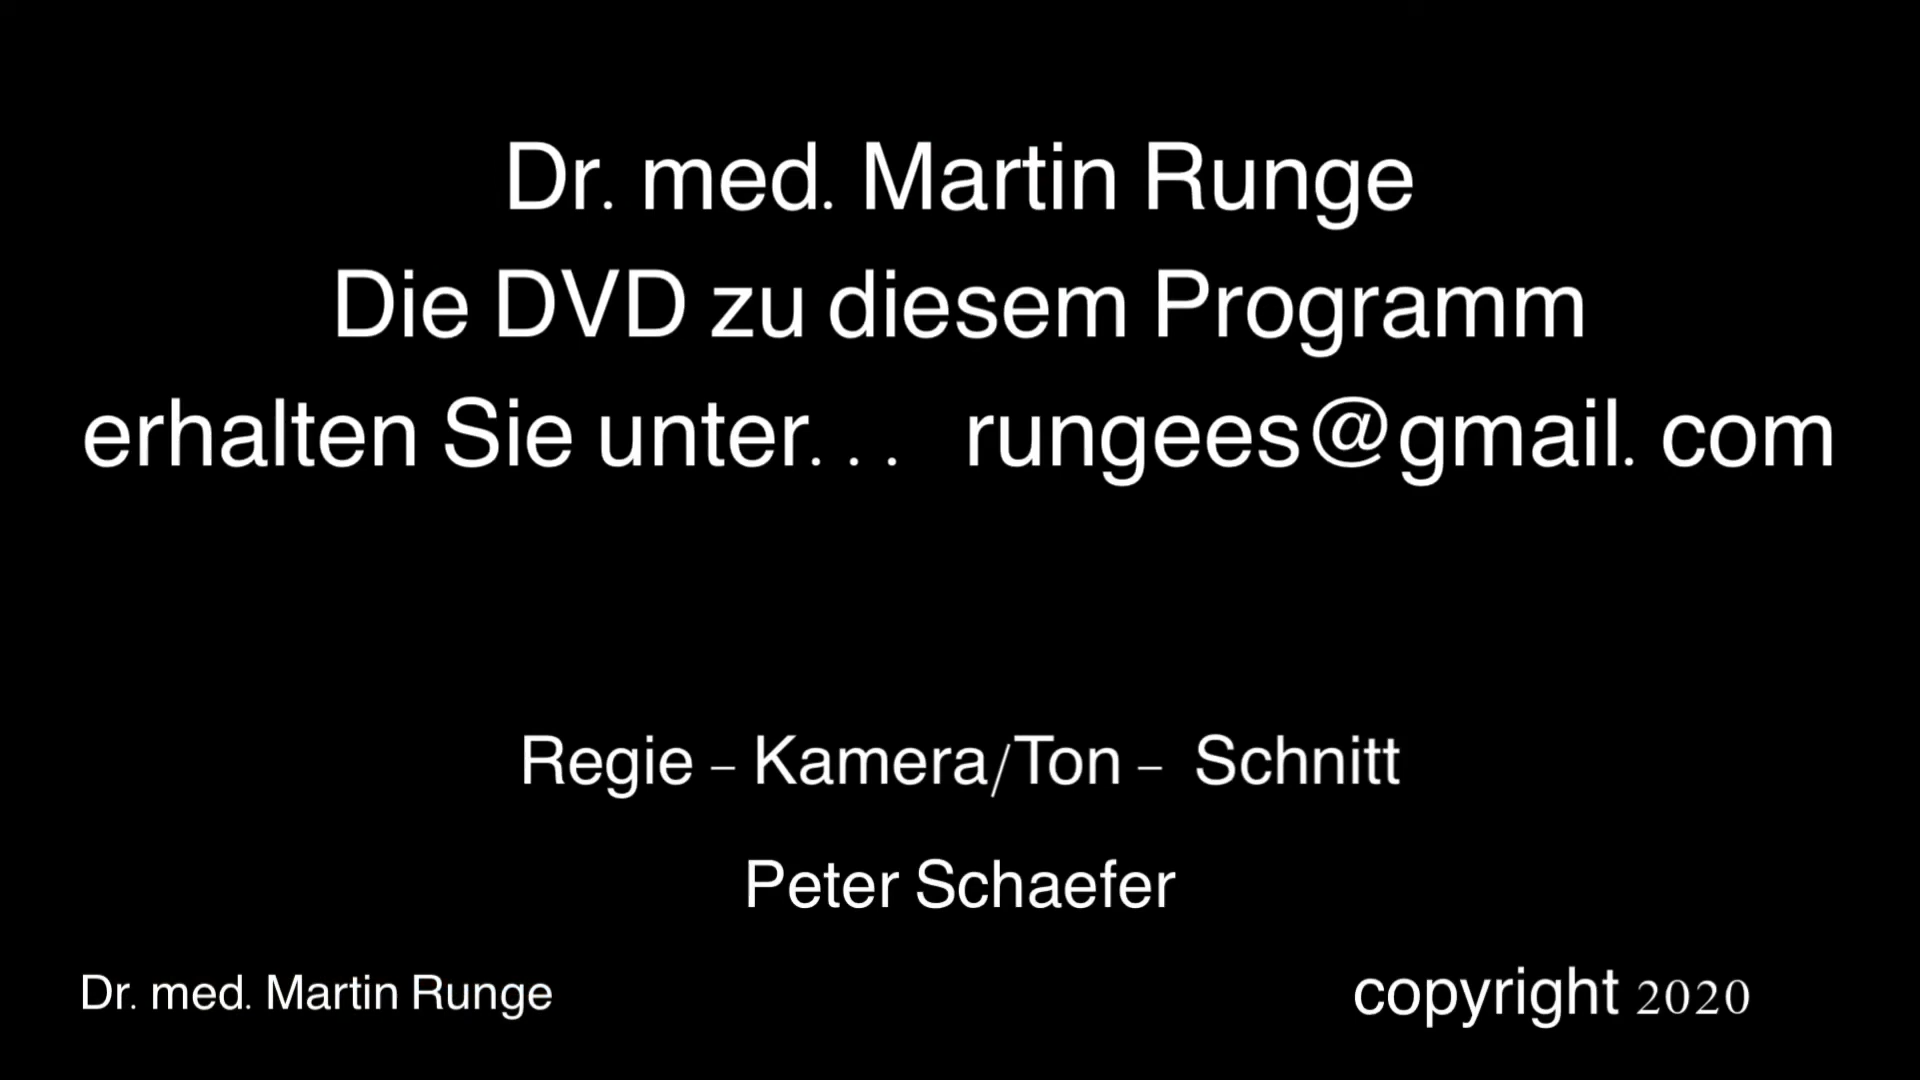 Dr. med. Martin Runge
Die DVD zu diesem Programm
erhalten Sie unter... rungees@gmail. com
Regie - Kamera/Ton - Schnitt
Peter Schaefer
Dr. med. Martin Runge
copyright 2020